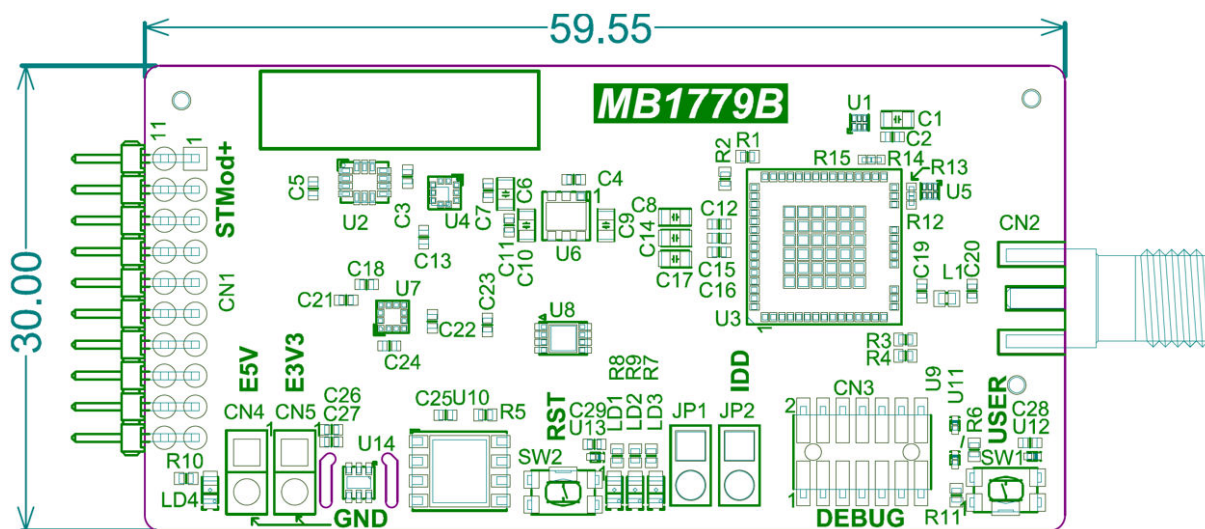 59.55
30.00
MB1779B
11
1
STMod+
CN1
U1
C1
C2
R1
R2
R15
R14
R13
U5
R12
C5
U2
C3
U4
C7
C6
C4
1
C11
C10
U6
C9
C8
C14
C17
C12
C15
C16
C13
CN2
C19
L1
C20
C18
C21
U7
C22
C23
C24
U8
U3
1
R3
R4
E5V
E3V3
CN4
CN5
1
1
C26
C27
U14
R10
LD4
GND
C25
U10
R5
RST
C29
U13
SW2
1
R8
R9
R7
LD1
LD2
LD3
IDD
JP1
JP2
CN3
2
1
DEBUG
U9
U11
R6
USER
C28
U12
SW1
R11
1